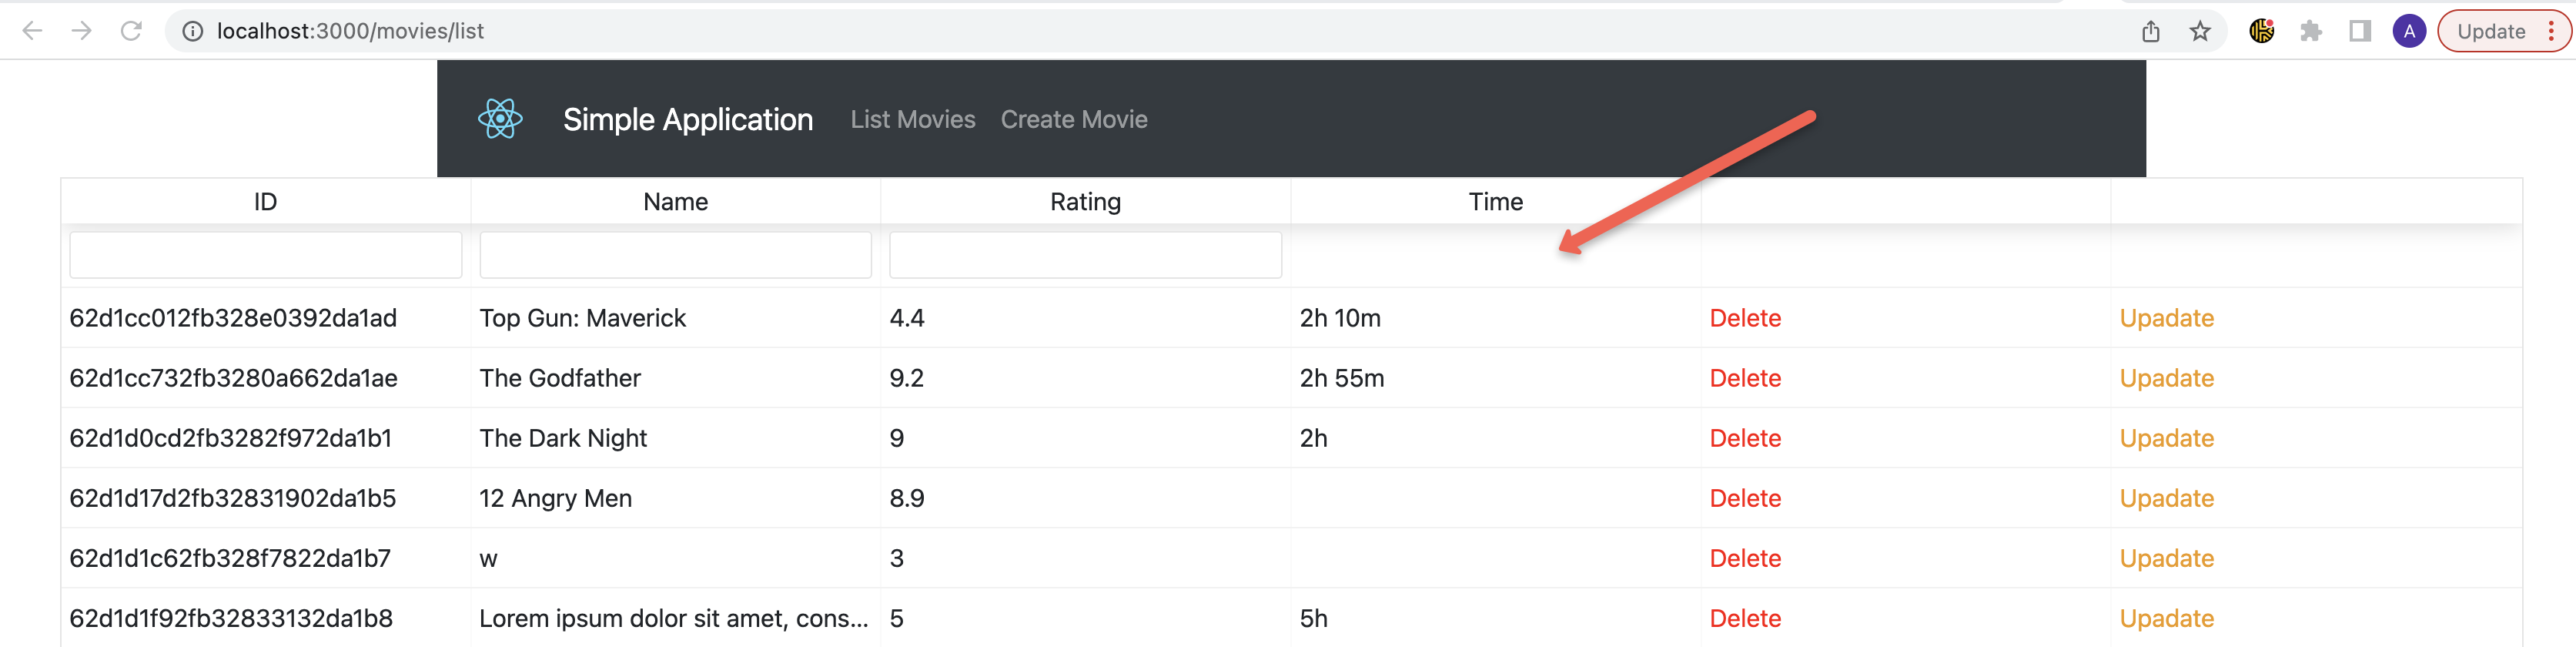 localhost:3000/movies/list A Update
Simple Application List Movies Create Movie
ID Name Rating Time
62d1cc012fb328e0392da1ad Top Gun: Maverick 4.4 2h 10m Delete Upadate
62d1cc732fb3280a662da1ae The Godfather 9.2 2h 55m Delete Upadate
62d1d0cd2fb3282f972da1b1 The Dark Night 9 2h Delete Upadate
62d1d17d2fb32831902da1b5 12 Angry Men 8.9 Delete Upadate
62d1d1c62fb328f7822da1b7 w 3 Delete Upadate
62d1d1f92fb32833132da1b8 Lorem ipsum dolor sit amet, cons... 5 5h Delete Upadate